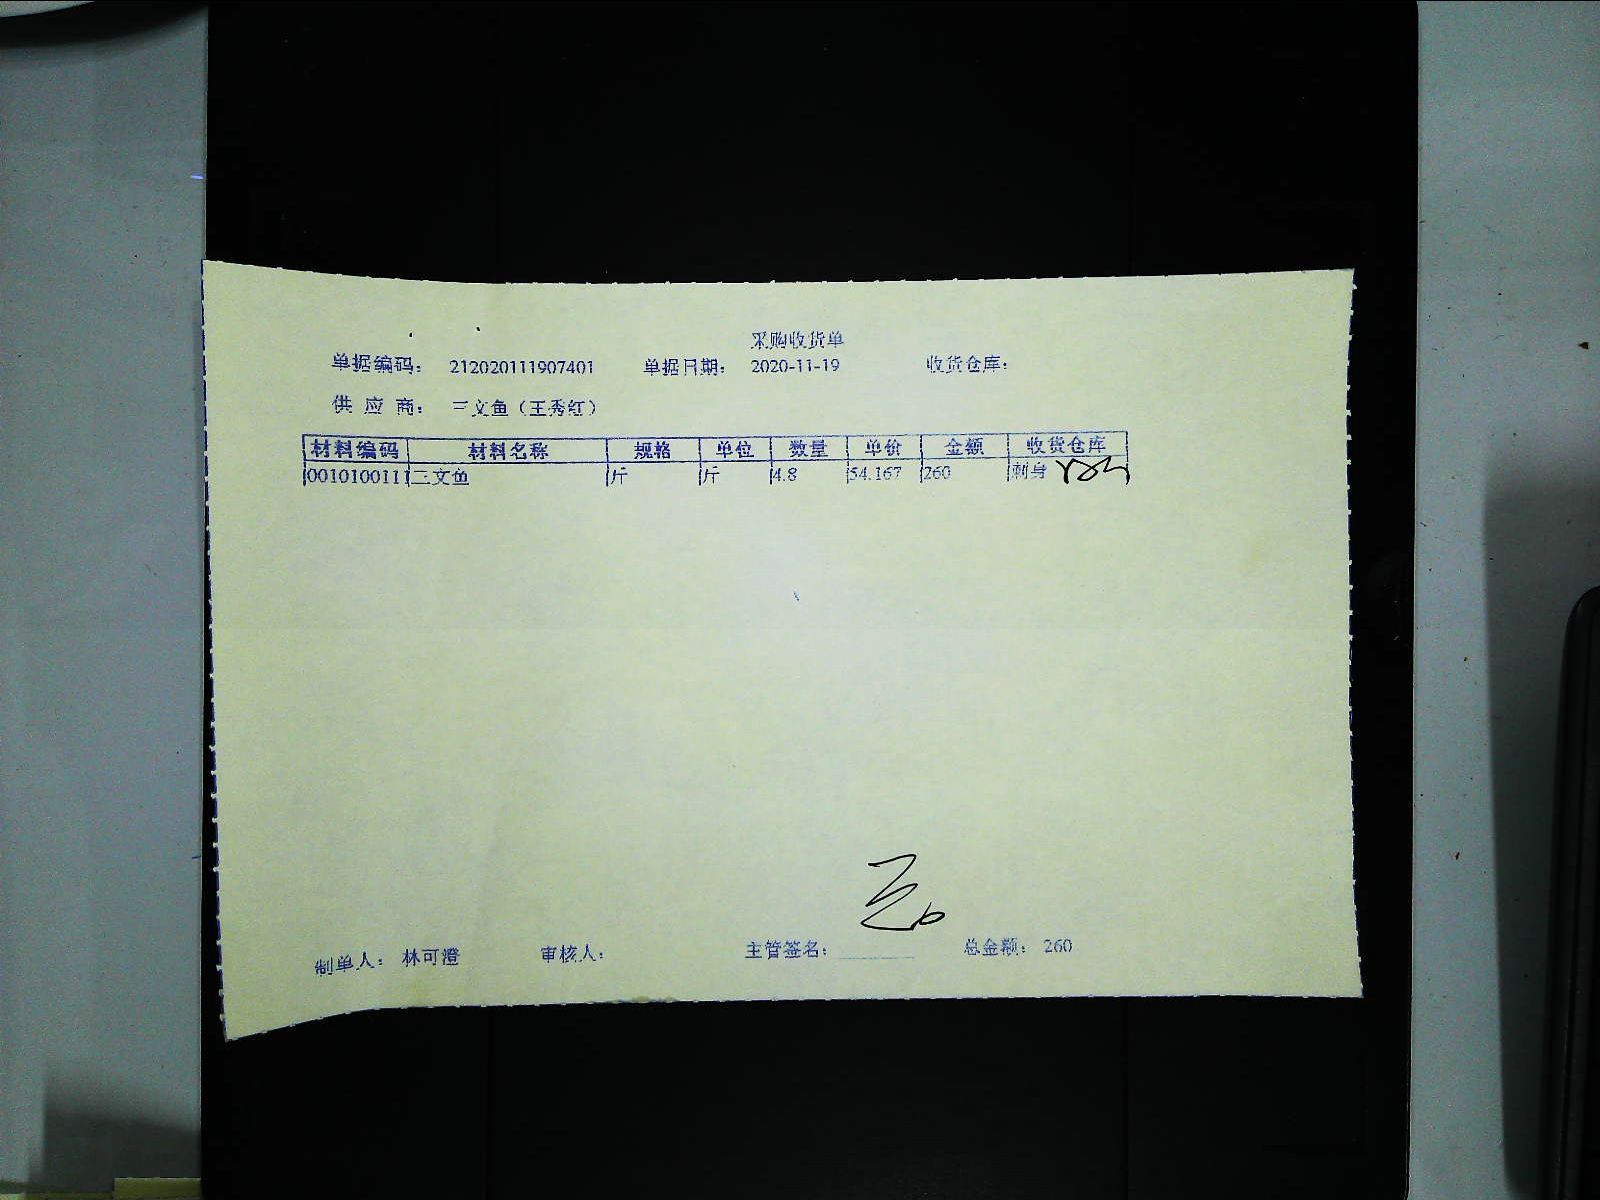 采购收货单
单据编码： 212020111907401 单据日期： 2020-11-19 收货仓库：
供 应 商： 三文鱼（王秀红）
材料编码 材料名称 规格 单位 数量 单价 金额 收货仓库
0010100111 三文鱼 斤 斤 4.8 54.167 260 刺身
制单人： 林可澄 审核人： 主管签名： 总金额： 260